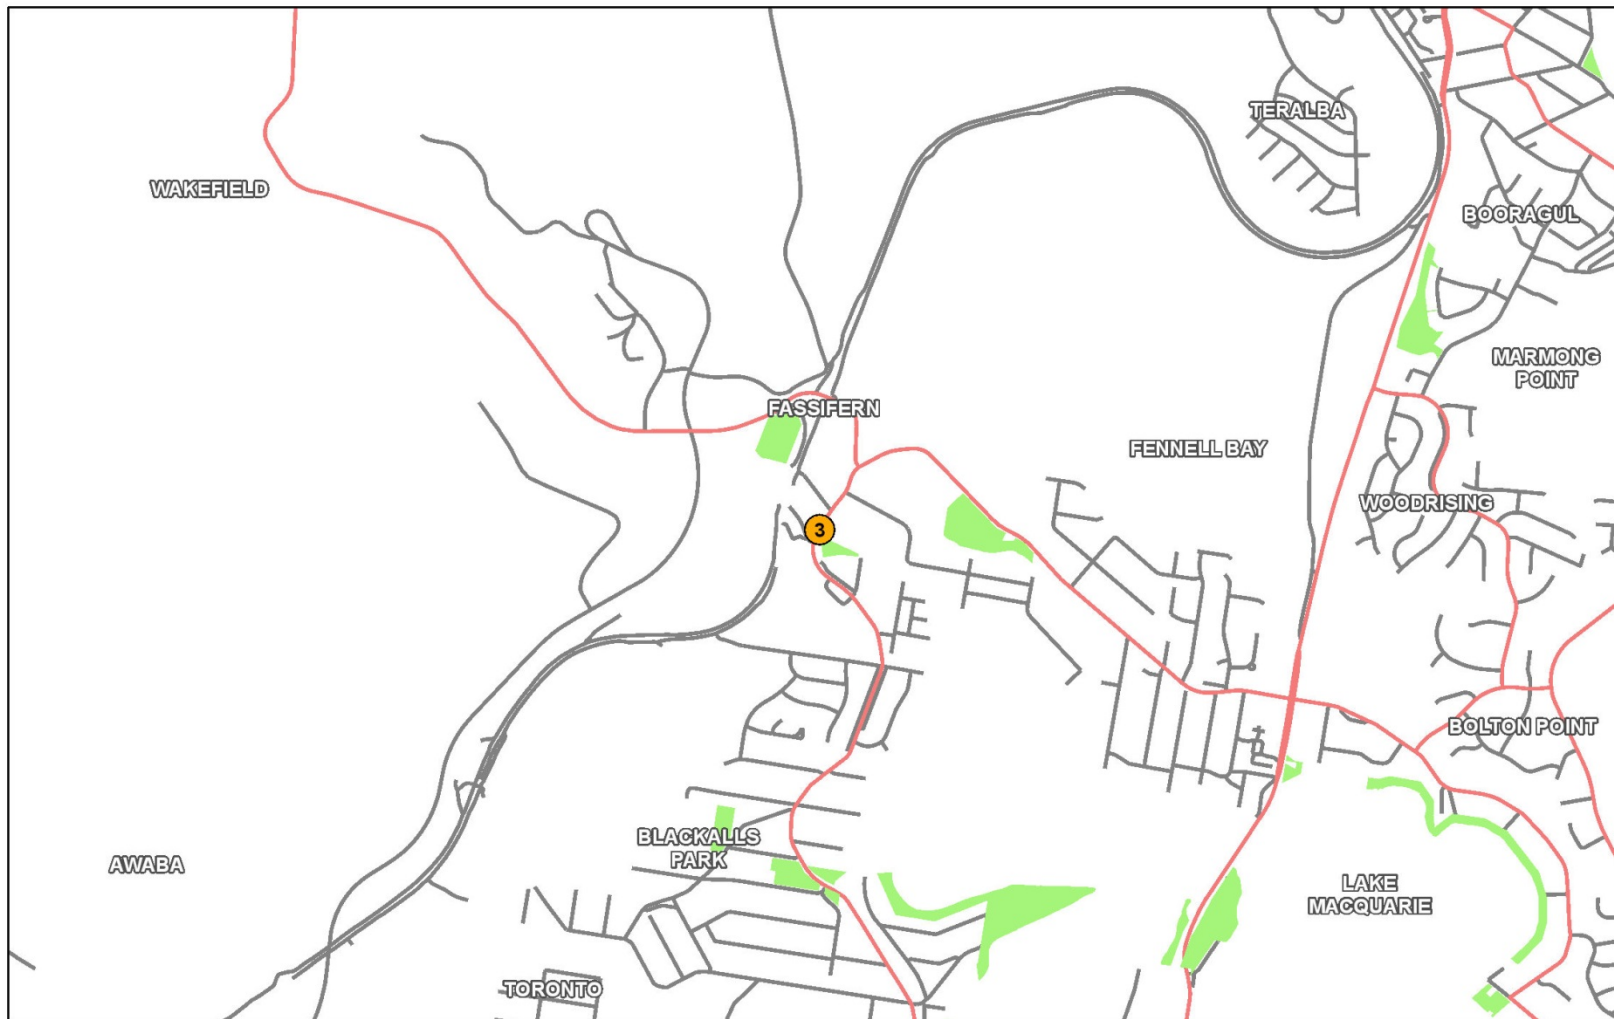 TERALBA
WAKEFIELD
BOORAGUL
MARMONG
POINT
FASSIFERN
FENNELL BAY
WOODRISING
3
BOLTON POINT
BLACKALLS
PARK
AWABA
LAKE
MACQUARIE
TORONTO